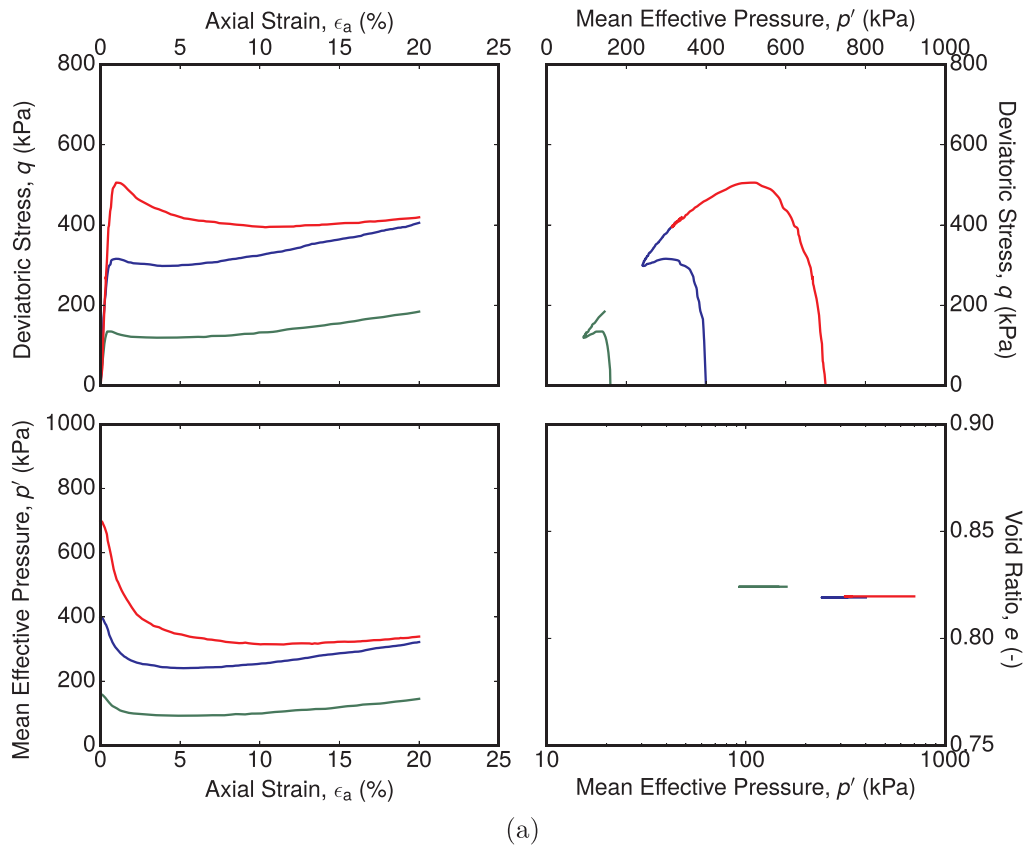 Axial Strain, ϵa (%)
0 5 10 15 20 25
Mean Effective Pressure, p′ (kPa)
0 200 400 600 800 1000
Deviatoric Stress, q (kPa)
800
600
400
200
0
800
600
400
200
0
Deviatoric Stress, q (kPa)
Mean Effective Pressure, p′ (kPa)
1000
800
600
400
200
0
0.90
0.85
0.80
0.75
Void Ratio, e (-)
0 5 10 15 20 25
Axial Strain, ϵa (%)
10 100 1000
Mean Effective Pressure, p′ (kPa)
(a)